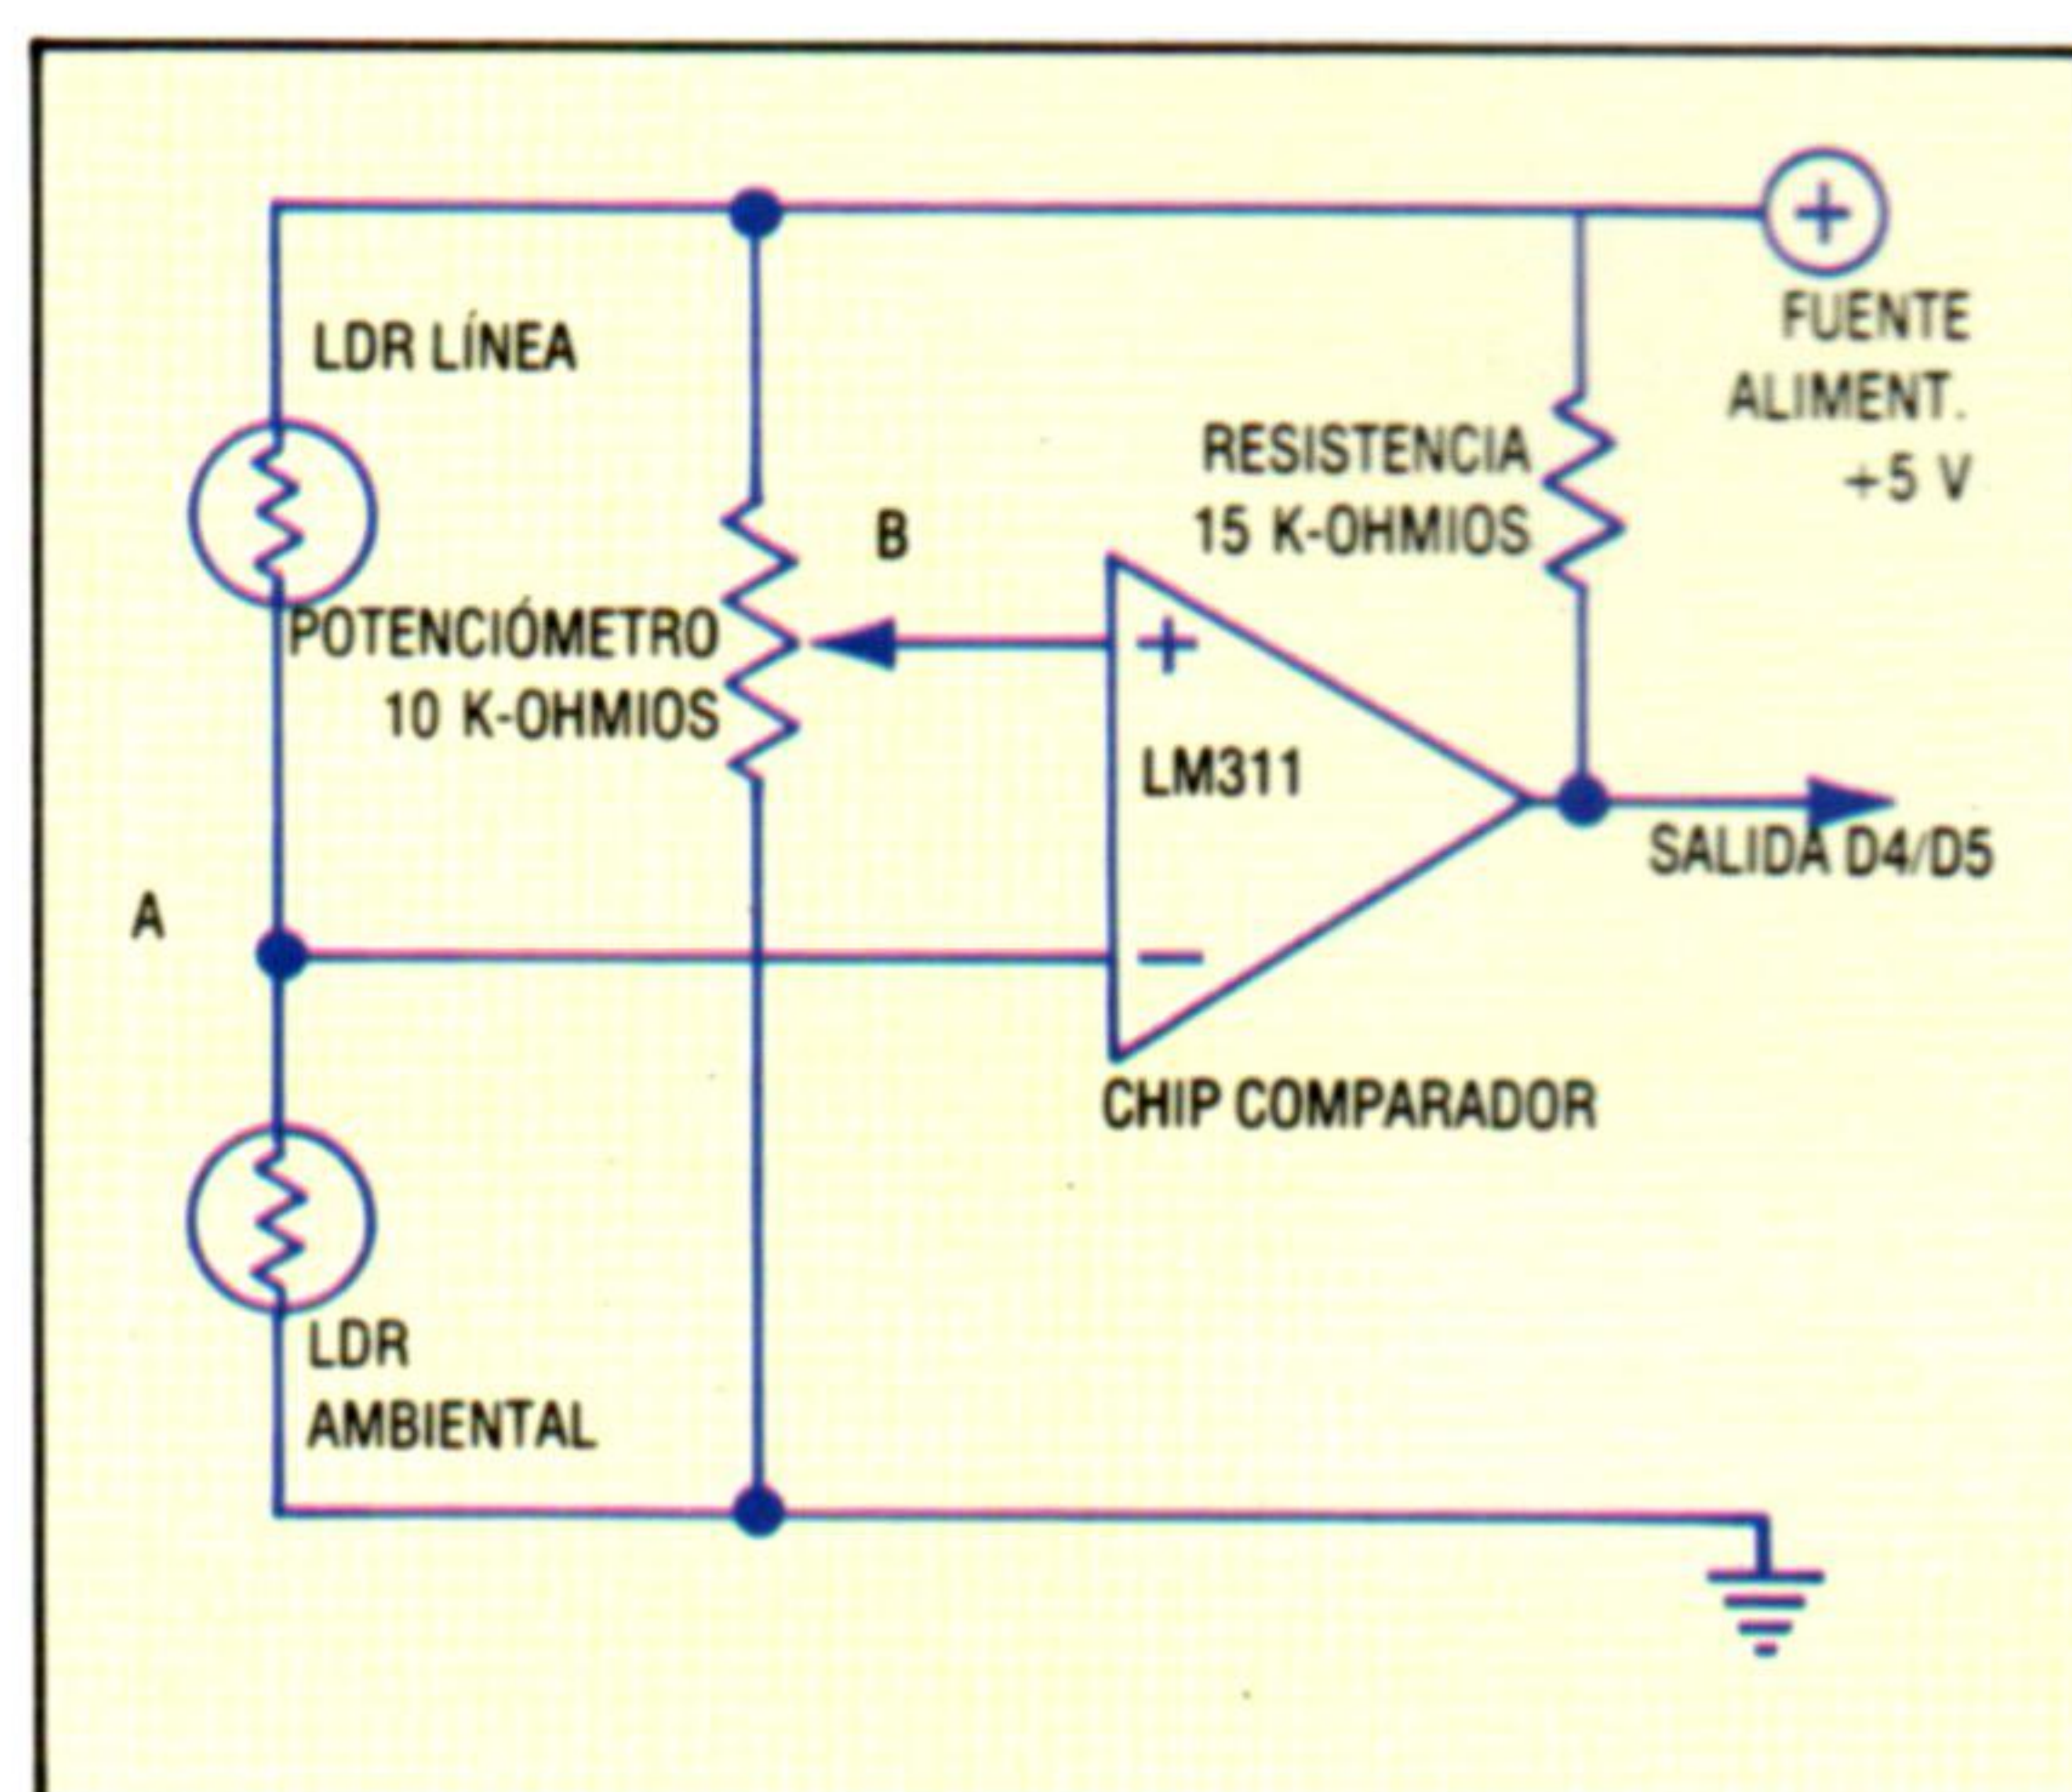 LDR LÍNEA
FUENTE
ALIMENT.
+5 V
RESISTENCIA
15 K-OHMIOS
B
POTENCIÓMETRO
10 K-OHMIOS
+
LM311
SALIDA D4/D5
A
−
CHIP COMPARADOR
LDR
AMBIENTAL